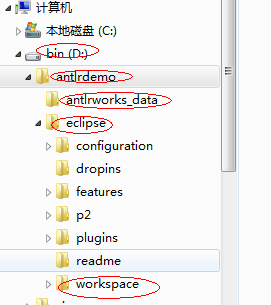 计算机
本地磁盘 (C:)
bin (D:)
antlrdemo
antlrworks_data
eclipse
configuration
dropins
features
p2
plugins
readme
workspace